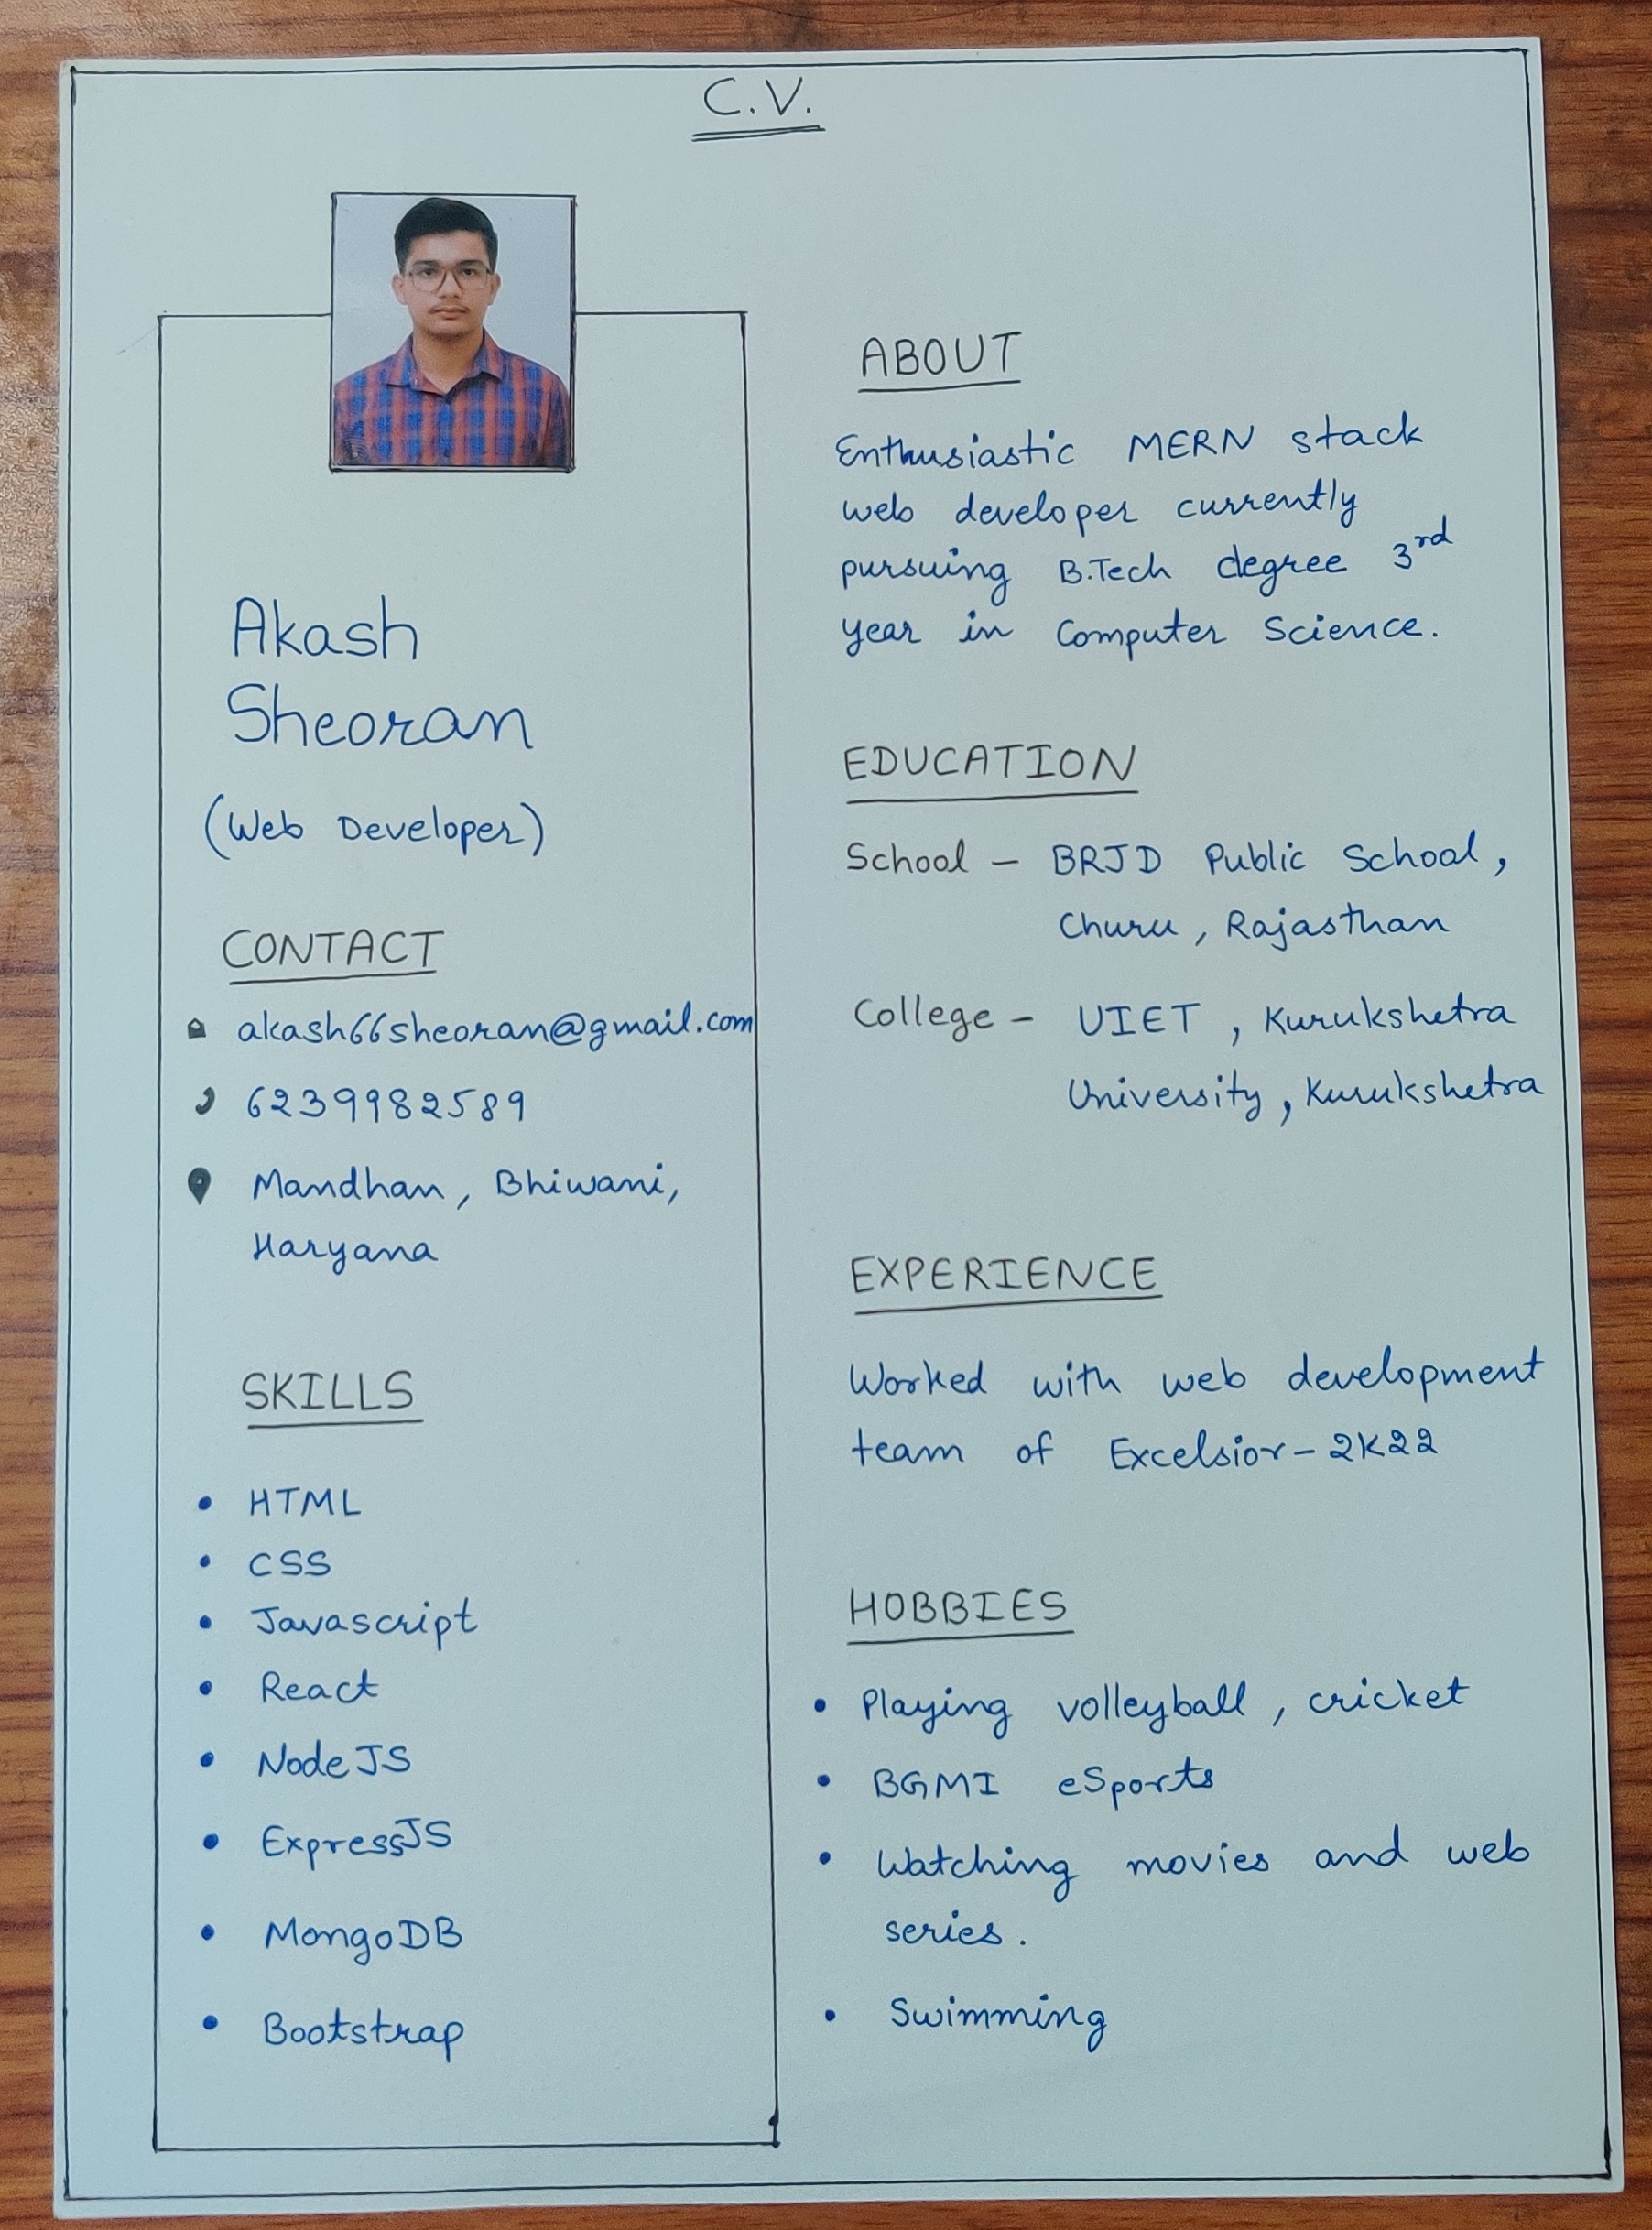 C.V.
Akash
Sheoran
(Web Developer)
CONTACT
akash66sheoran@gmail.com
6239982589
Mandhan, Bhiwani,
Haryana
SKILLS
• HTML
• CSS
• Javascript
• React
• NodeJS
• ExpressJS
• MongoDB
• Bootstrap
ABOUT
Enthusiastic MERN stack
web developer currently
pursuing B.Tech degree 3rd
year in Computer Science.
EDUCATION
School – BRJD Public School,
Churu, Rajasthan
College – UIET, Kurukshetra
University, Kurukshetra
EXPERIENCE
Worked with web development
team of Excelsior-2K22
HOBBIES
• Playing volleyball, cricket
• BGMI eSports
• Watching movies and web
series.
• Swimming